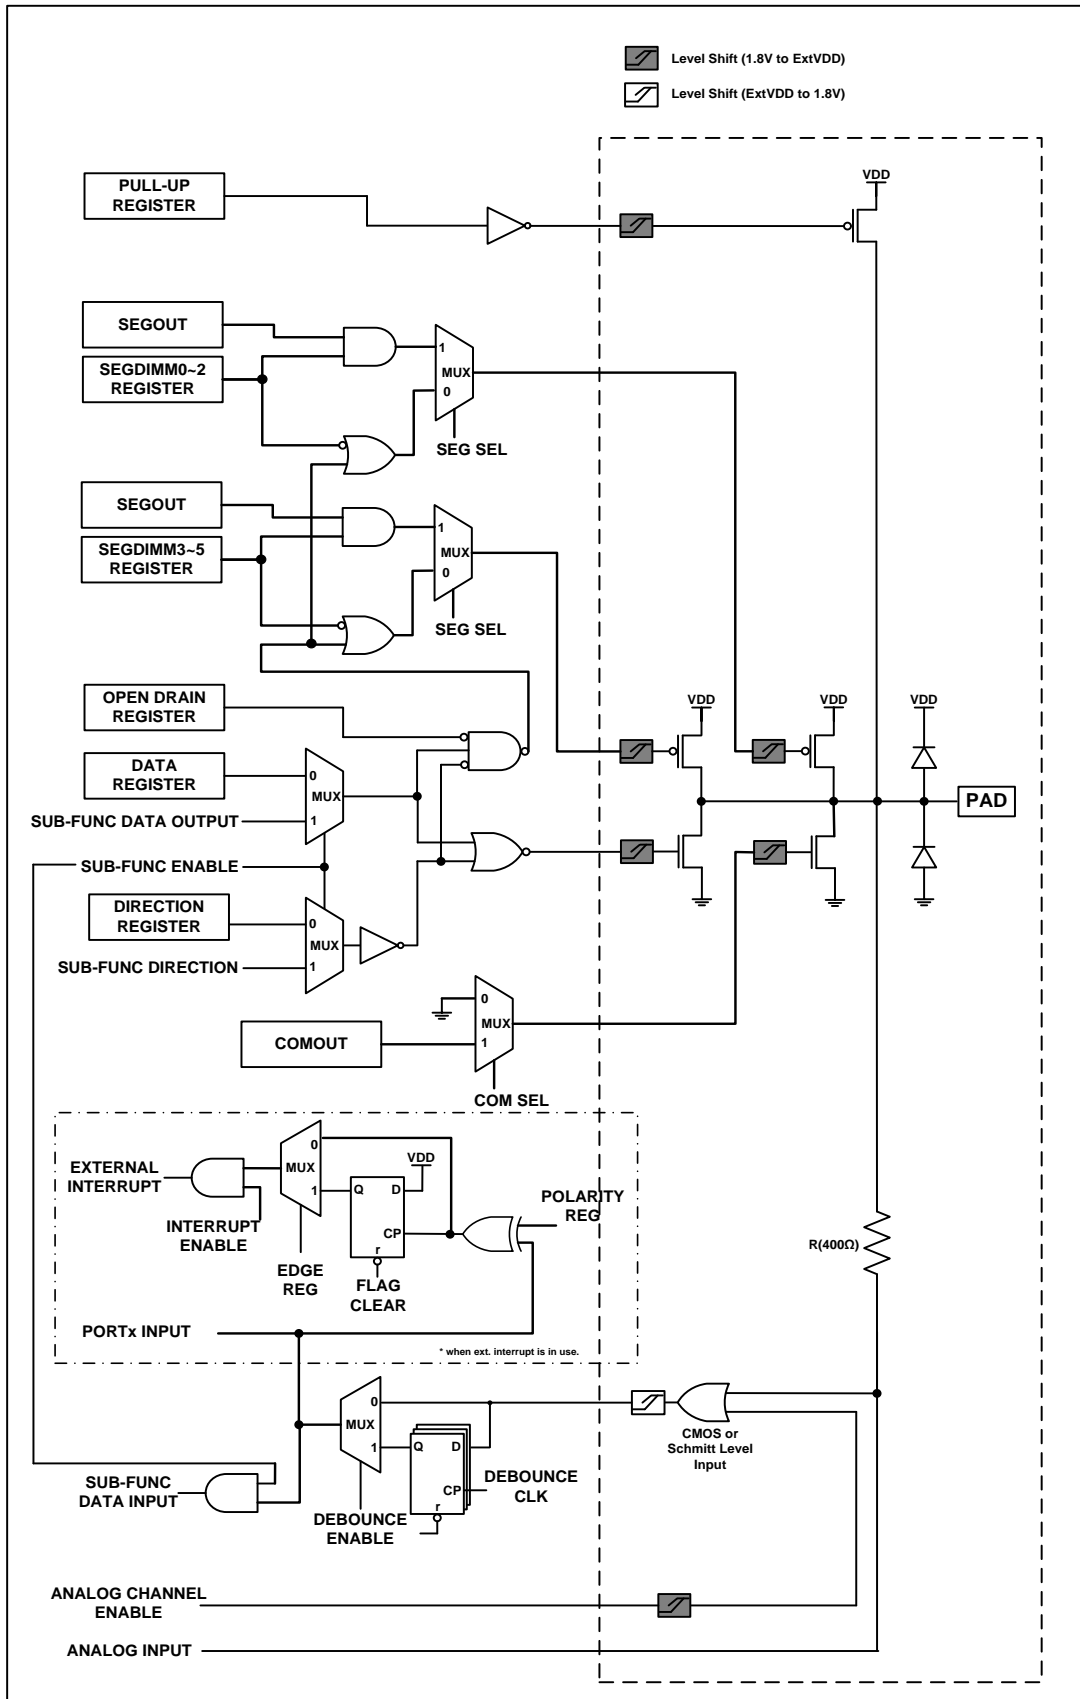 Level Shift (1.8V to ExtVDD)
Level Shift (ExtVDD to 1.8V)
VDD
PULL-UP
REGISTER
SEGOUT
1
MUX
0
SEGDIMM0~2
REGISTER
SEG SEL
SEGOUT
1
MUX
0
SEGDIMM3~5
REGISTER
SEG SEL
OPEN DRAIN
REGISTER
VDD
VDD
VDD
DATA
REGISTER
0
MUX
1
SUB-FUNC DATA OUTPUT
PAD
SUB-FUNC ENABLE
DIRECTION
REGISTER
0
MUX
1
SUB-FUNC DIRECTION
0
MUX
1
COMOUT
COM SEL
EXTERNAL
INTERRUPT
0
MUX
1
VDD
Q
D
CP
r
POLARITY
REG
INTERRUPT
ENABLE
EDGE
REG
FLAG
CLEAR
R(400Ω)
PORTx INPUT
* when ext. interrupt is in use.
0
MUX
1
Q
D
CP
r
CMOS or
Schmitt Level
Input
DEBOUNCE
CLK
SUB-FUNC
DATA INPUT
DEBOUNCE
ENABLE
ANALOG CHANNEL
ENABLE
ANALOG INPUT